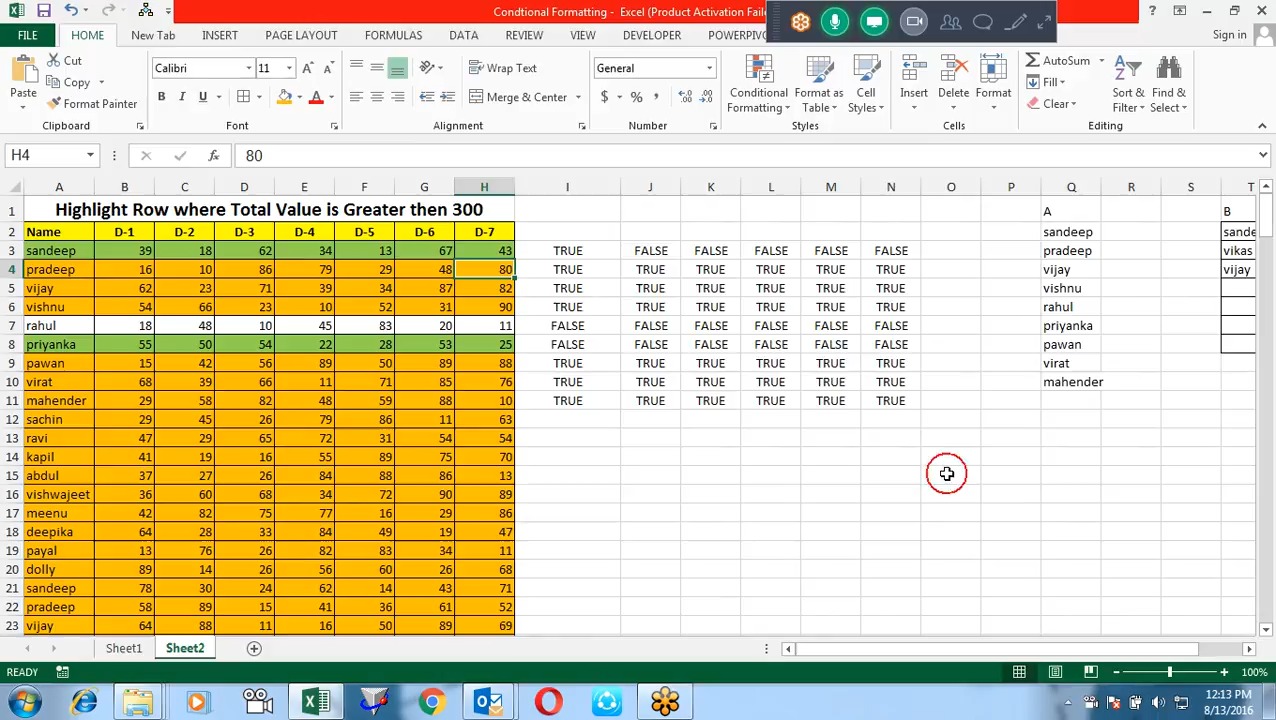 Condtional Formatting - Excel (Product Activation Faile
Sign in
FILE HOME New Tab INSERT PAGE LAYOUT FORMULAS DATA REVIEW VIEW DEVELOPER POWERPIV
Paste Cut Copy Format Painter
Calibri 11 B I U
Wrap Text Merge & Center
General $ % ,
Conditional Formatting Format as Table Cell Styles
Insert Delete Format
AutoSum Fill Clear Sort & Filter Find & Select
Clipboard Font Alignment Number Styles Cells Editing
H4 fx 80
A B C D E F G H I J K L M N O P Q R S T
1 Highlight Row where Total Value is Greater then 300 A B
2 Name D-1 D-2 D-3 D-4 D-5 D-6 D-7 sandeep sande
3 sandeep 39 18 62 34 13 67 43 TRUE FALSE FALSE FALSE FALSE FALSE pradeep vikas
4 pradeep 16 10 86 79 29 48 80 TRUE TRUE TRUE TRUE TRUE TRUE vijay vijay
5 vijay 62 23 71 39 34 87 82 TRUE TRUE TRUE TRUE TRUE TRUE vishnu
6 vishnu 54 66 23 10 52 31 90 TRUE TRUE TRUE TRUE TRUE TRUE rahul
7 rahul 18 48 10 45 83 20 11 FALSE FALSE FALSE FALSE FALSE FALSE priyanka
8 priyanka 55 50 54 22 28 53 25 FALSE FALSE FALSE FALSE FALSE FALSE pawan
9 pawan 15 42 56 89 50 89 88 TRUE TRUE TRUE TRUE TRUE TRUE virat
10 virat 68 39 66 11 71 85 76 TRUE TRUE TRUE TRUE TRUE TRUE mahender
11 mahender 29 58 82 48 59 88 10 TRUE TRUE TRUE TRUE TRUE TRUE
12 sachin 29 45 26 79 86 11 63
13 ravi 47 29 65 72 31 54 54
14 kapil 41 19 16 55 89 75 70
15 abdul 37 27 26 84 88 86 13
16 vishwajeet 36 60 68 34 72 90 89
17 meenu 42 82 75 77 16 29 86
18 deepika 64 28 33 84 49 19 47
19 payal 13 76 26 82 83 34 11
20 dolly 89 14 26 56 60 26 68
21 sandeep 78 30 24 62 14 43 71
22 pradeep 58 89 15 41 36 61 52
23 vijay 64 88 11 16 50 89 69
Sheet1 Sheet2
READY 100%
12:13 PM
8/13/2016